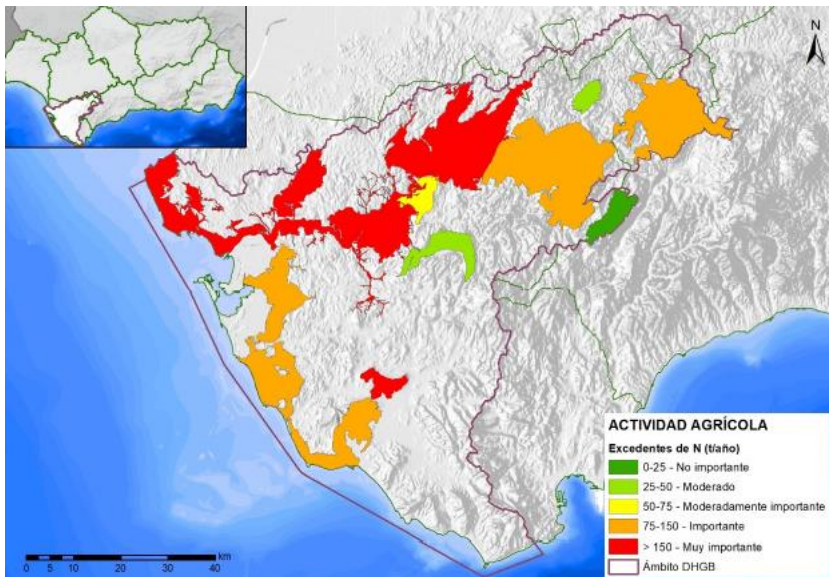 N
ACTIVIDAD AGRÍCOLA
Excedentes de N (t/año)
0-25 - No importante
25-50 - Moderado
50-75 - Moderadamente importante
75-150 - Importante
> 150 - Muy importante
Ámbito DHGB
km
0 5 10 20 30 40